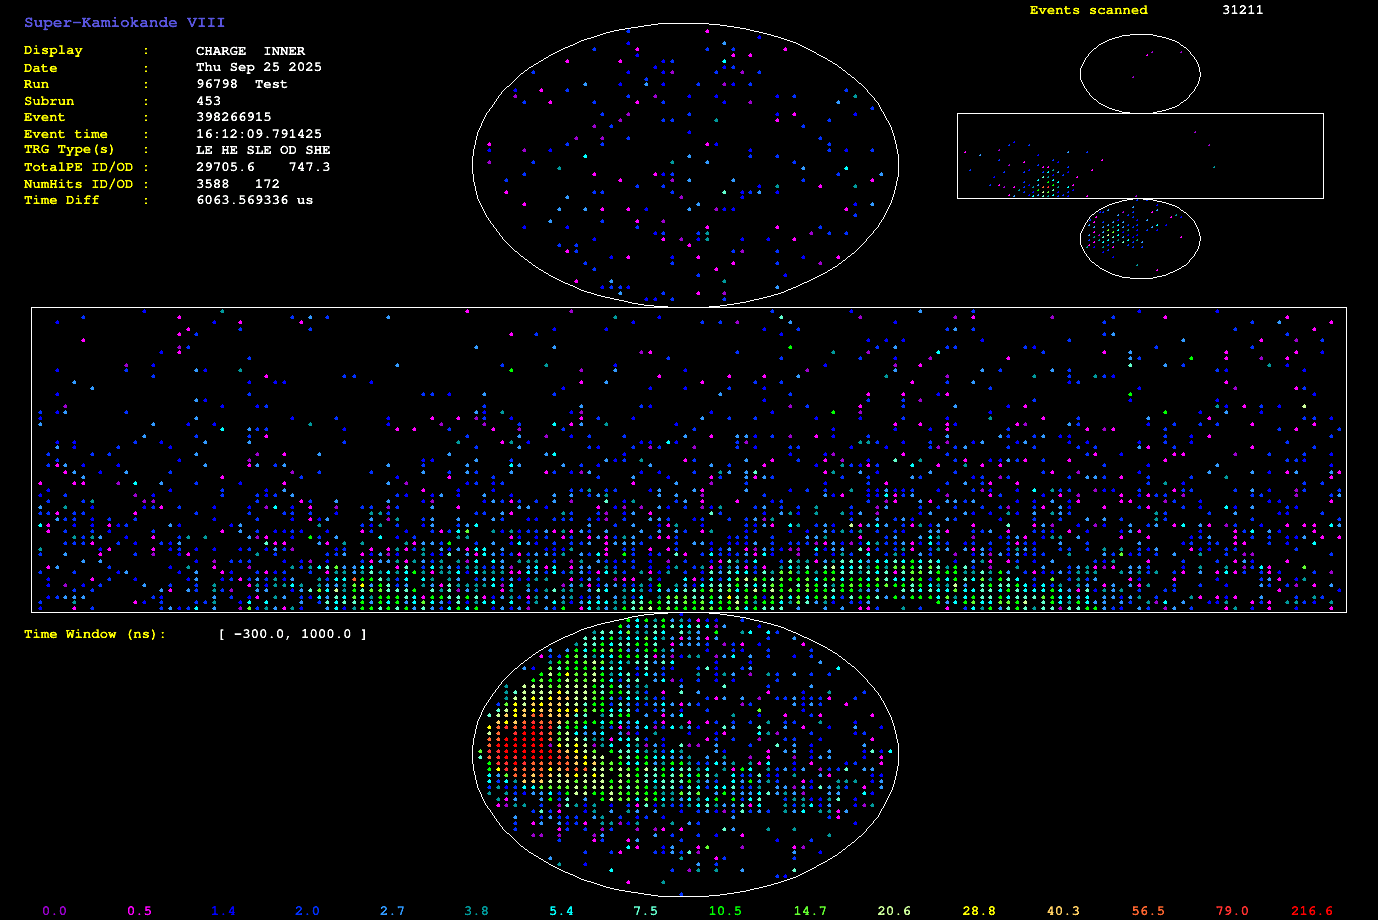 Super-Kamiokande VIII
Events scanned 31211
Display : CHARGE INNER
Date : Thu Sep 25 2025
Run : 96798 Test
Subrun : 453
Event : 398266915
Event time : 16:12:09.791425
TRG Type(s) : LE HE SLE OD SHE
TotalPE ID/OD : 29705.6 747.3
NumHits ID/OD : 3588 172
Time Diff : 6063.569336 us
Time Window (ns): [ -300.0, 1000.0 ]
0.0 0.5 1.4 2.0 2.7 3.8 5.4 7.5 10.5 14.7 20.6 28.8 40.3 56.5 79.0 216.6